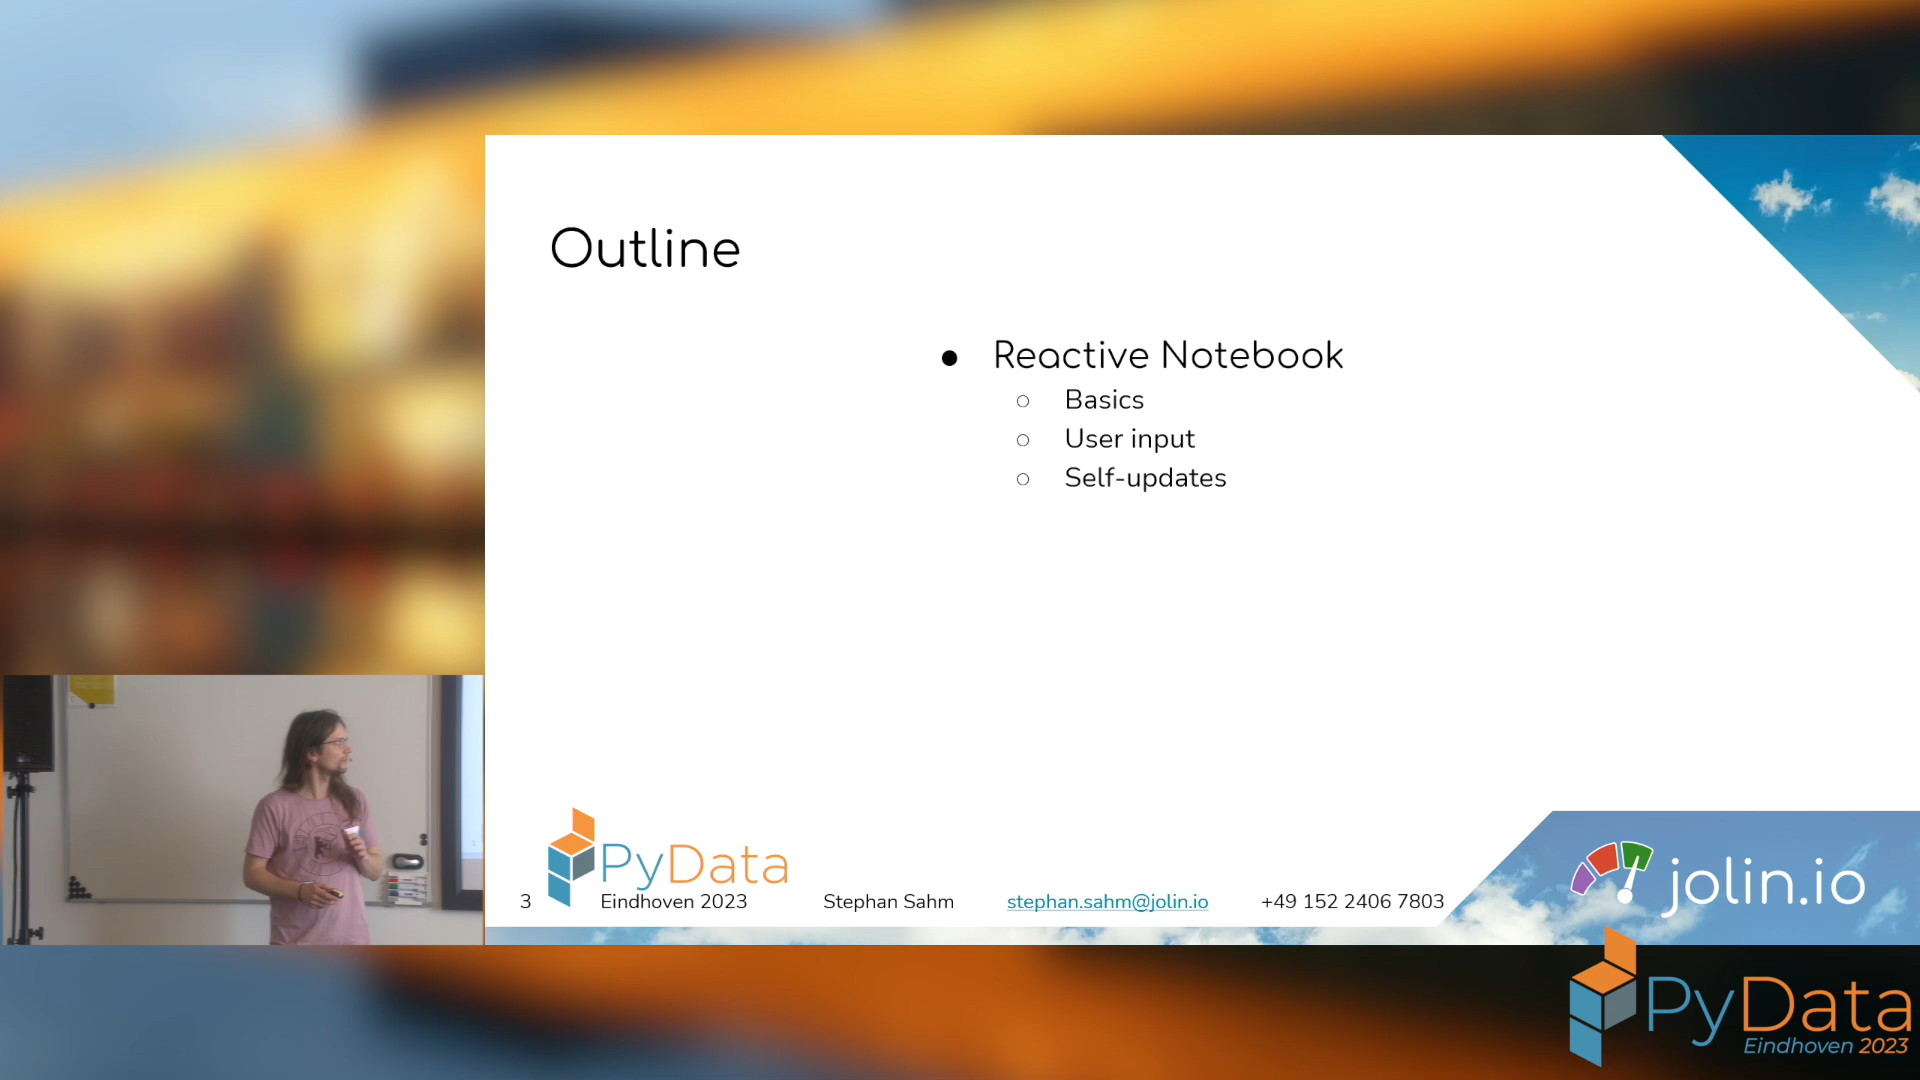 Outline
● Reactive Notebook
○ Basics
○ User input
○ Self-updates
PyData
3 Eindhoven 2023 Stephan Sahm stephan.sahm@jolin.io +49 152 2406 7803
jolin.io
PyData
Eindhoven 2023